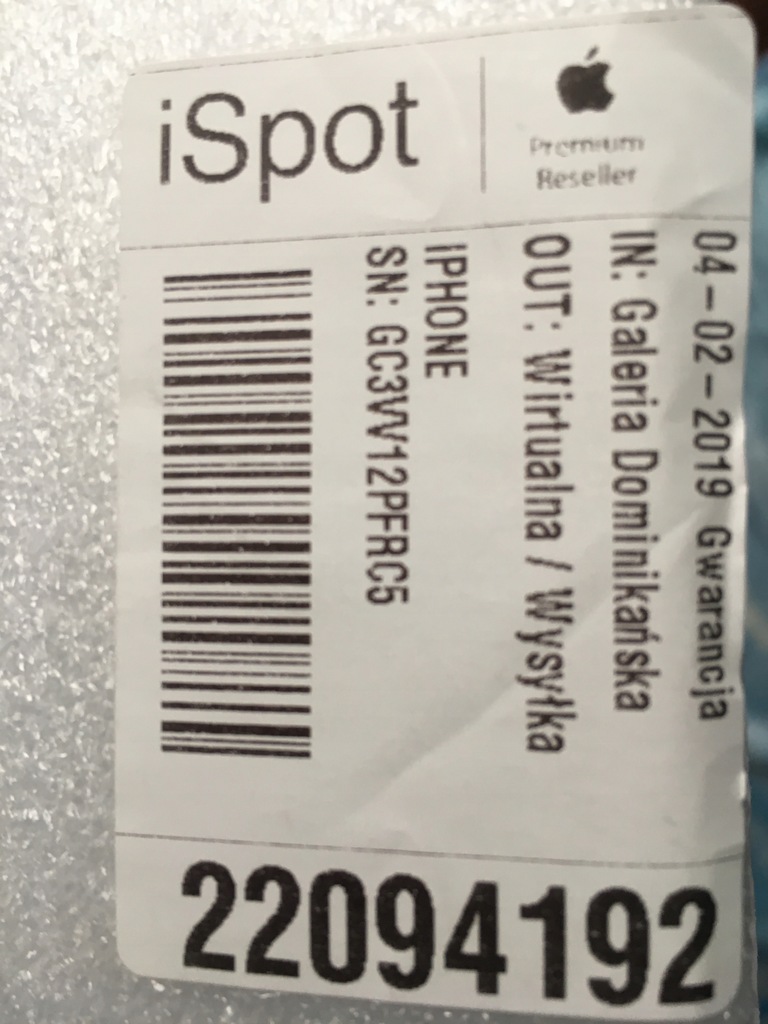 iSpot
Premium
Reseller
04-02-2019 Gwarancja
IN: Galeria Dominikańska
OUT: Wirtualna / Wysyłka
iPHONE
SN: GC3VV12PFRC5
22094192